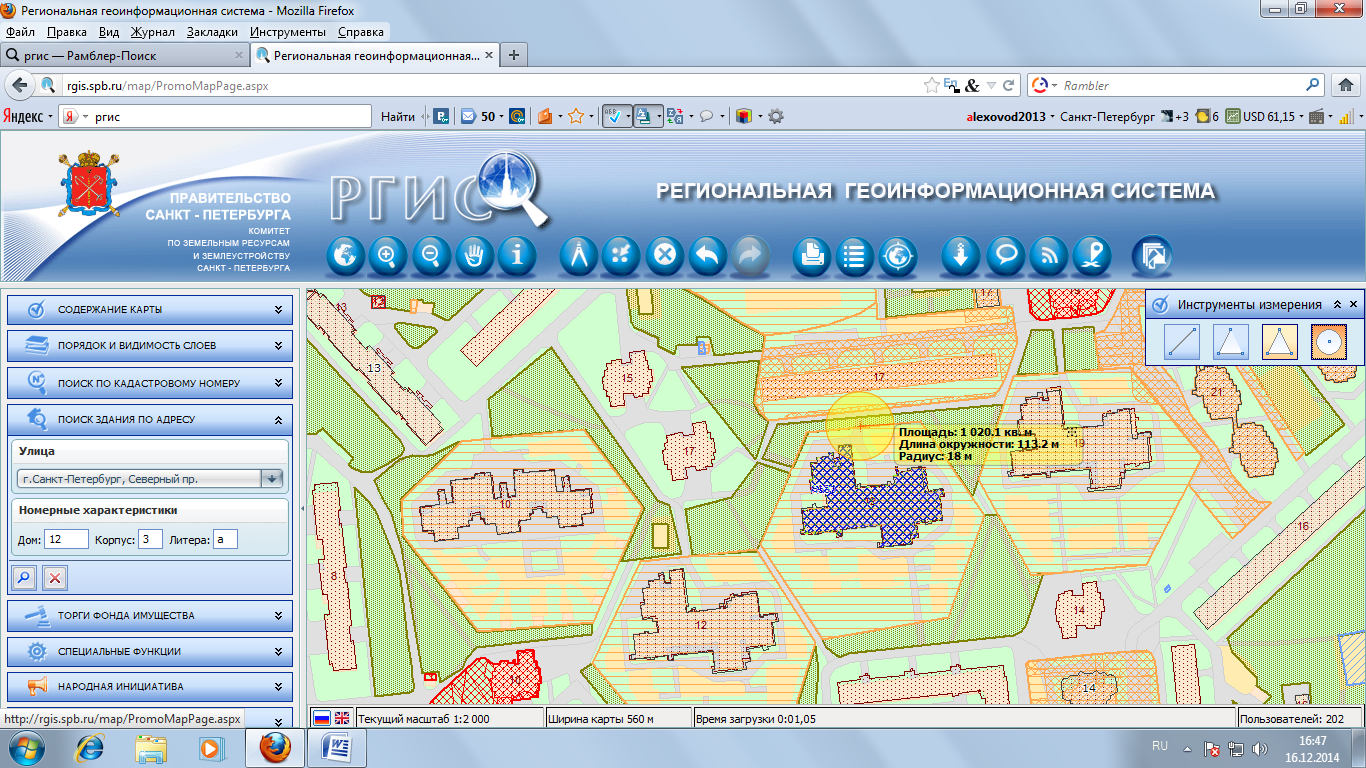 Региональная геоинформационная система - Mozilla Firefox
Файл Правка Вид Журнал Закладки Инструменты Справка
ргис — Рамблер-Поиск
Региональная геоинформационная...
rgis.spb.ru/map/PromoMapPage.aspx
Rambler
Яндекс
ргис
Найти
50
alexovod2013
Санкт-Петербург
+3
6
USD 61,15
ПРАВИТЕЛЬСТВО
САНКТ - ПЕТЕРБУРГА
КОМИТЕТ
ПО ЗЕМЕЛЬНЫМ РЕСУРСАМ
И ЗЕМЛЕУСТРОЙСТВУ
САНКТ - ПЕТЕРБУРГА
РГИС
РЕГИОНАЛЬНАЯ ГЕОИНФОРМАЦИОННАЯ СИСТЕМА
СОДЕРЖАНИЕ КАРТЫ
ПОРЯДОК И ВИДИМОСТЬ СЛОЕВ
ПОИСК ПО КАДАСТРОВОМУ НОМЕРУ
ПОИСК ЗДАНИЯ ПО АДРЕСУ
Улица
г.Санкт-Петербург, Северный пр.
Номерные характеристики
Дом: 12 Корпус: 3 Литера: а
ТОРГИ ФОНДА ИМУЩЕСТВА
СПЕЦИАЛЬНЫЕ ФУНКЦИИ
НАРОДНАЯ ИНИЦИАТИВА
http://rgis.spb.ru/map/PromoMapPage.aspx
Инструменты измерения
13
17
13
15
17
21
17
19
10
16
8
12
14
14
Площадь: 1 020.1 кв. м
Длина окружности: 113.2 м
Радиус: 18 м
Текущий масштаб 1:2 000
Ширина карты 560 м
Время загрузки 0:01,05
Пользователей: 202
RU
16:47
16.12.2014